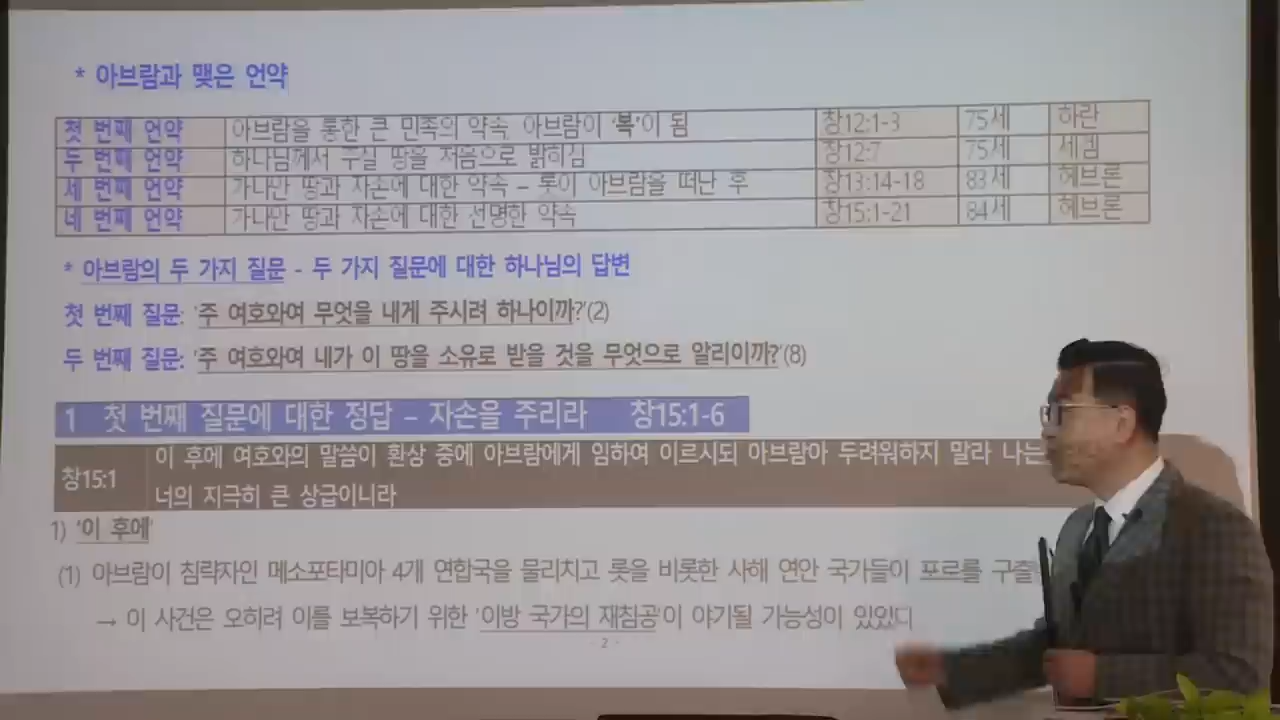 * 아브람과 맺은 언약
첫 번째 언약 아브람을 통한 큰 민족의 약속, 아브람이 '복'이 됨 창12:1-3 75세 하란
두 번째 언약 하나님께서 주실 땅을 처음으로 밝히심 창12:7 75세 세겜
세 번째 언약 가나안 땅과 자손에 대한 약속 – 롯이 아브람을 떠난 후 창13:14-18 83세 헤브론
네 번째 언약 가나안 땅과 자손에 대한 선명한 약속 창15:1-21 84세 헤브론
* 아브람의 두 가지 질문 - 두 가지 질문에 대한 하나님의 답변
첫 번째 질문: '주 여호와여 무엇을 내게 주시려 하나이까?'(2)
두 번째 질문: '주 여호와여 내가 이 땅을 소유로 받을 것을 무엇으로 알리이까?'(8)
1 첫 번째 질문에 대한 정답 – 자손을 주리라 창15:1-6
창15:1 이 후에 여호와의 말씀이 환상 중에 아브람에게 임하여 이르시되 아브람아 두려워하지 말라 나는
너의 지극히 큰 상급이니라
1) '이 후에'
(1) 아브람이 침략자인 메소포타미아 4개 연합국을 물리치고 롯을 비롯한 사해 연안 국가들이 포로를 구출
→ 이 사건은 오히려 이를 보복하기 위한 '이방 국가의 재침공'이 야기될 가능성이 있었다
- 2 -